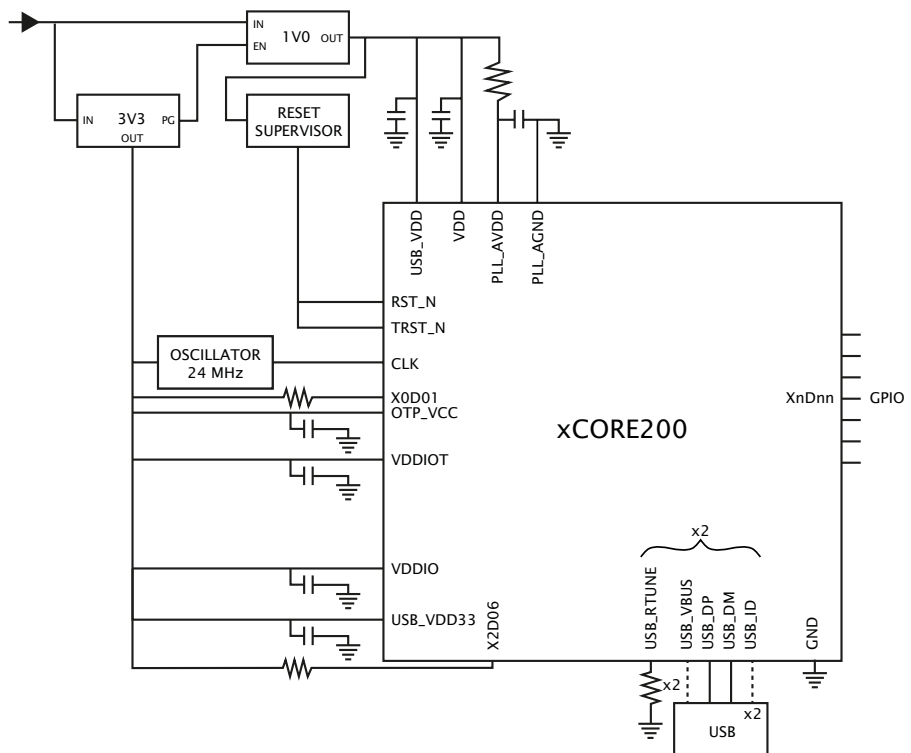 IN
1V0
OUT
EN
IN
3V3
PG
OUT
RESET
SUPERVISOR
USB_VDD
VDD
PLL_AVDD
PLL_AGND
RST_N
TRST_N
OSCILLATOR
24 MHz
CLK
X0D01
OTP_VCC
XnDnn
GPIO
xCORE200
VDDIOT
x2
VDDIO
USB_VDD33
X2D06
USB_RTUNE
USB_VBUS
USB_DP
USB_DM
USB_ID
GND
x2
x2
USB